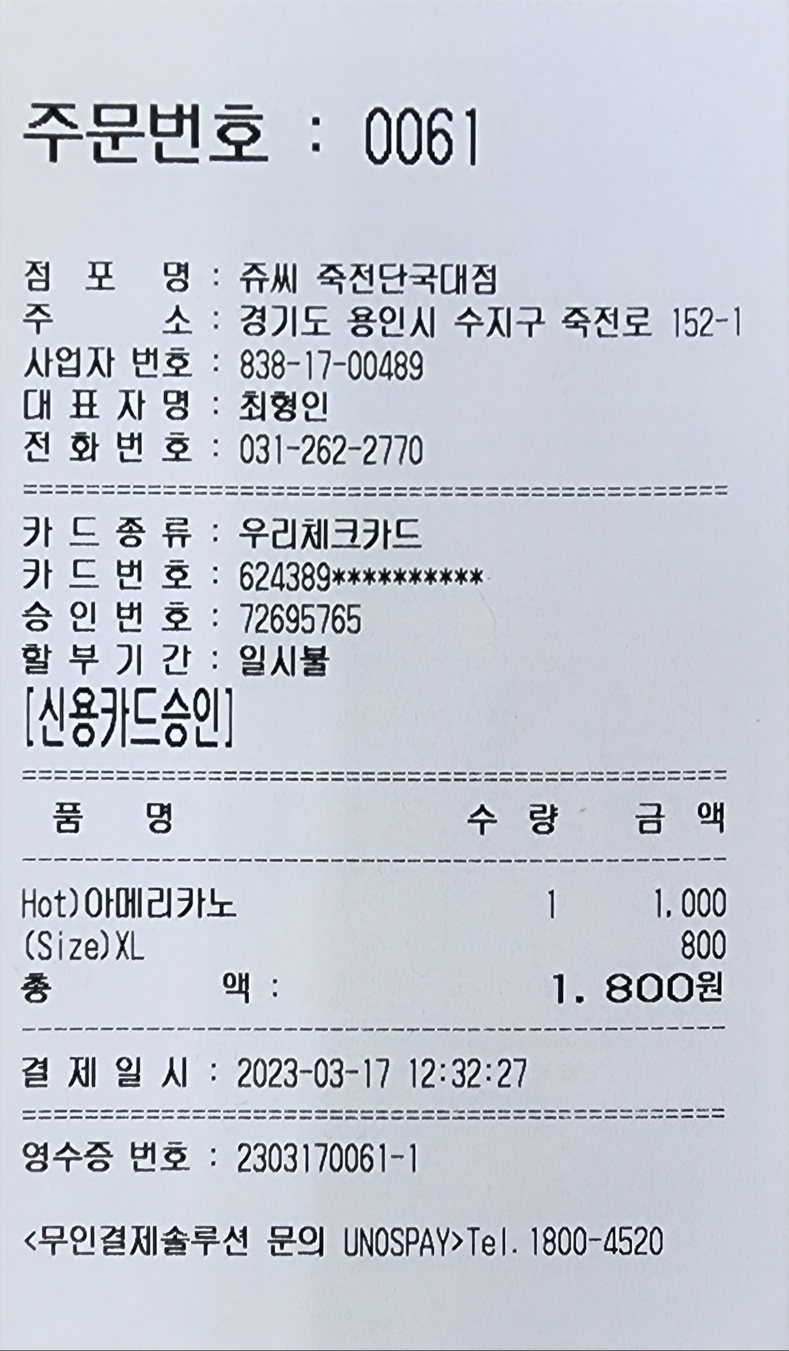 주문번호 : 0061
점 포 명 : 쥬씨 죽전단국대점
주 소 : 경기도 용인시 수지구 죽전로 152-1
사업자 번호 : 838-17-00489
대 표 자 명 : 최형인
전 화 번 호 : 031-262-2770
==============================================
카 드 종 류 : 우리체크카드
카 드 번 호 : 624389**********
승 인 번 호 : 72695765
할 부 기 간 : 일시불
[신용카드승인]
==============================================
품 명 수 량 금 액
----------------------------------------------
Hot)아메리카노 1 1,000
(Size)XL 800
총 액 : 1. 800원
----------------------------------------------
결 제 일 시 : 2023-03-17 12:32:27
==============================================
영수증 번호 : 2303170061-1
<무인결제솔루션 문의 UNOSPAY>Tel.1800-4520